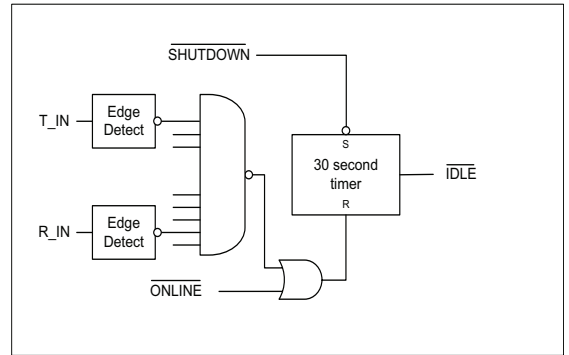 SHUTDOWN
T_IN
Edge
Detect
S
30 second
timer
R
IDLE
R_IN
Edge
Detect
ONLINE